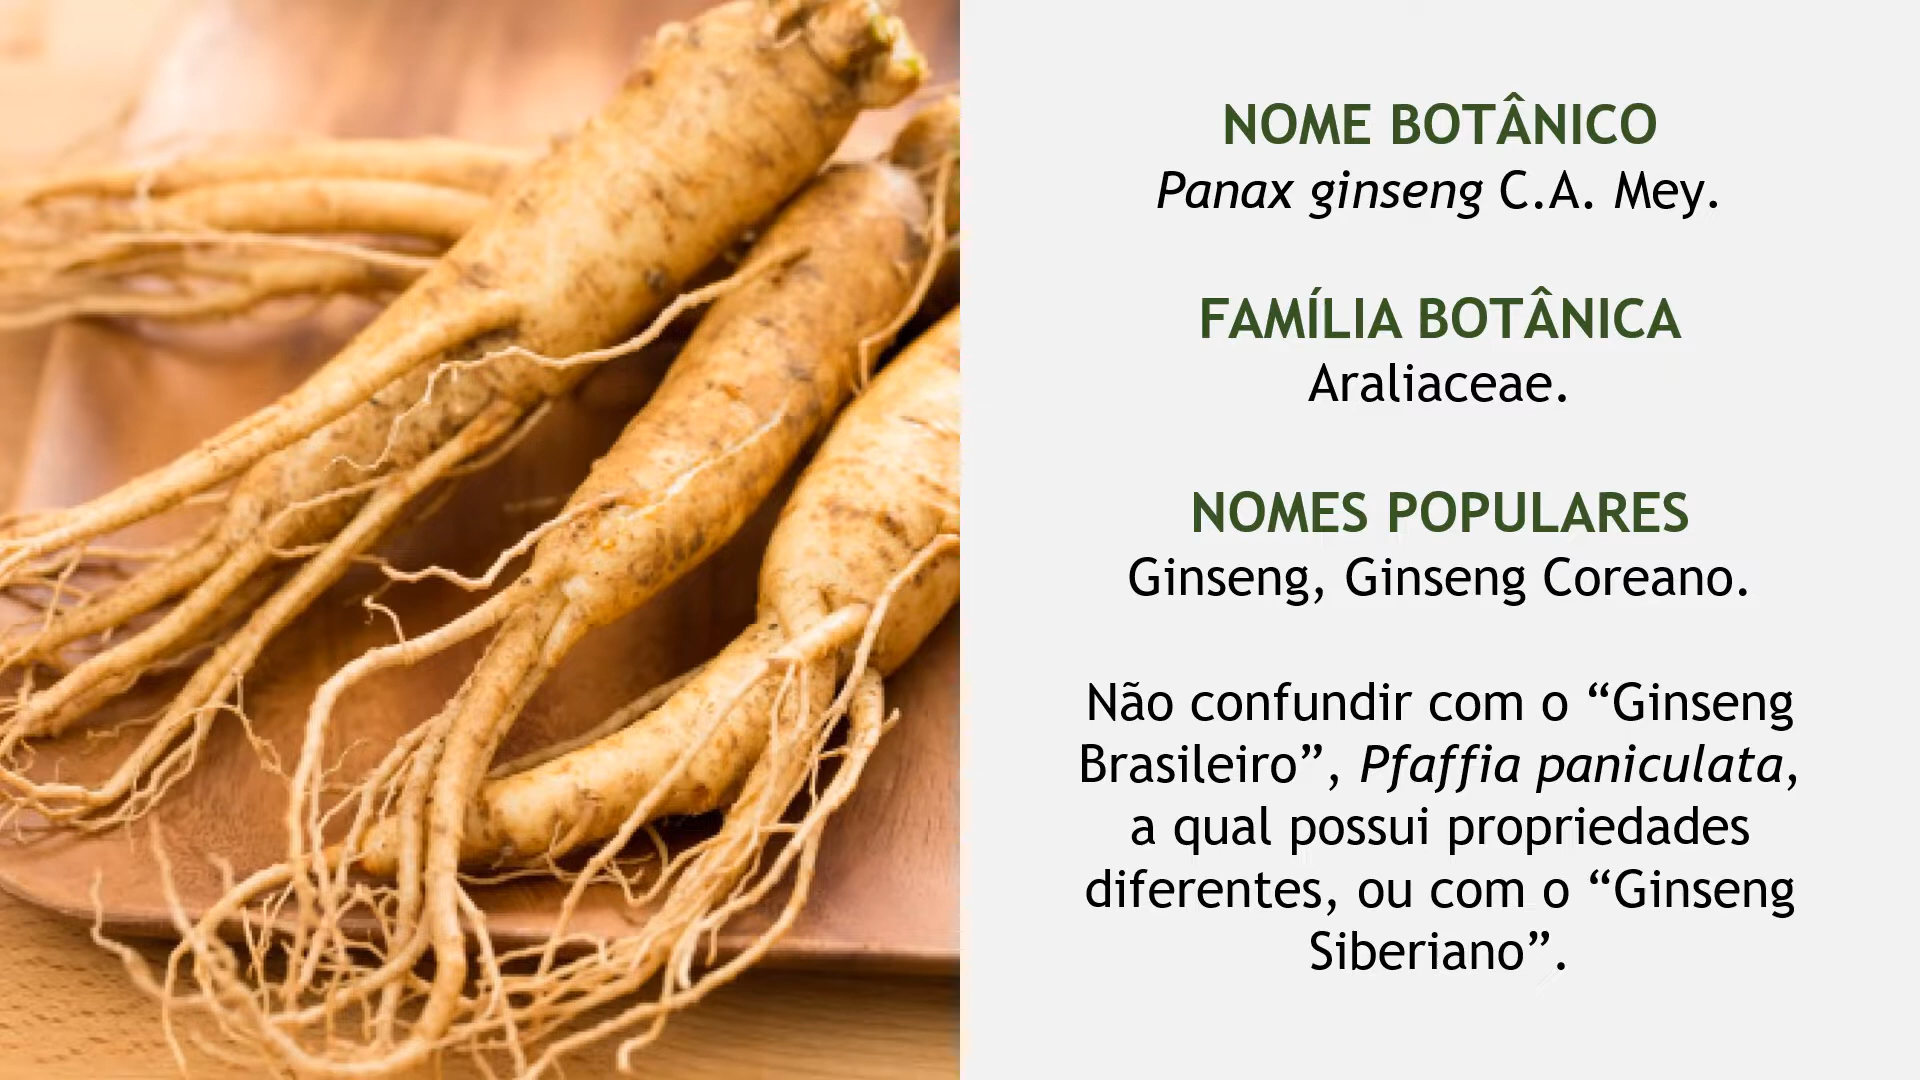 NOME BOTÂNICO
Panax ginseng C.A. Mey.
FAMÍLIA BOTÂNICA
Araliaceae.
NOMES POPULARES
Ginseng, Ginseng Coreano.
Não confundir com o “Ginseng
Brasileiro”, Pfaffia paniculata,
a qual possui propriedades
diferentes, ou com o “Ginseng
Siberiano”.